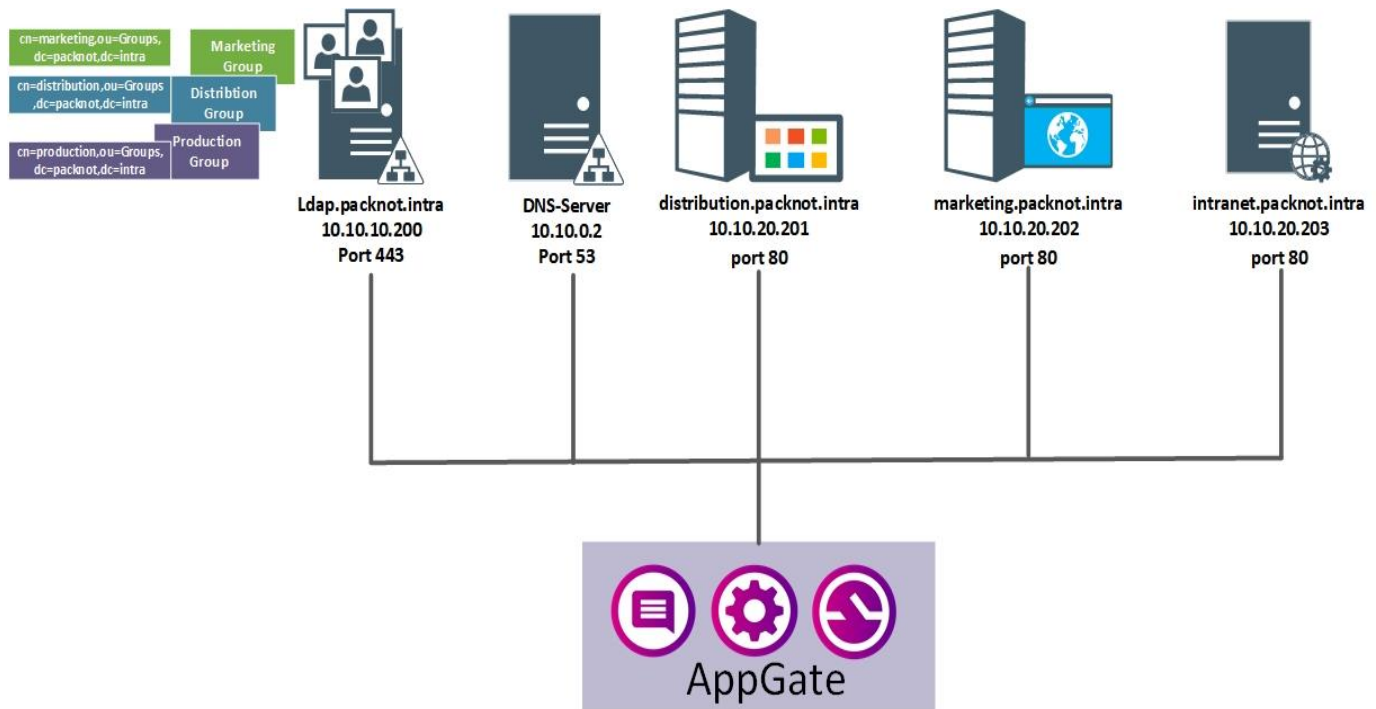 cn=marketing,ou=Groups,
dc=packnot,dc=intra
Marketing
Group
cn=distribution,ou=Groups
,dc=packnot,dc=intra
Distribtion
Group
cn=production,ou=Groups,
dc=packnot,dc=intra
Production
Group
Ldap.packnot.intra
10.10.10.200
Port 443
DNS-Server
10.10.0.2
Port 53
distribution.packnot.intra
10.10.20.201
port 80
marketing.packnot.intra
10.10.20.202
port 80
intranet.packnot.intra
10.10.20.203
port 80
AppGate